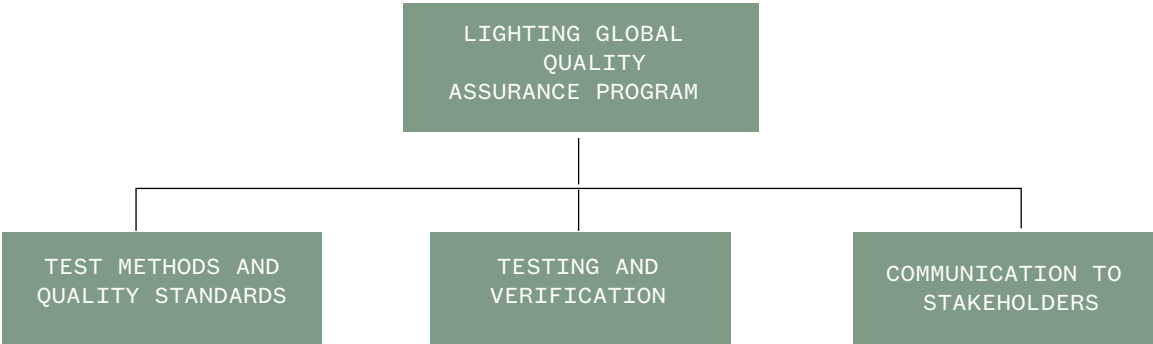 LIGHTING GLOBAL
QUALITY
ASSURANCE PROGRAM
TEST METHODS AND
QUALITY STANDARDS
TESTING AND
VERIFICATION
COMMUNICATION TO
STAKEHOLDERS